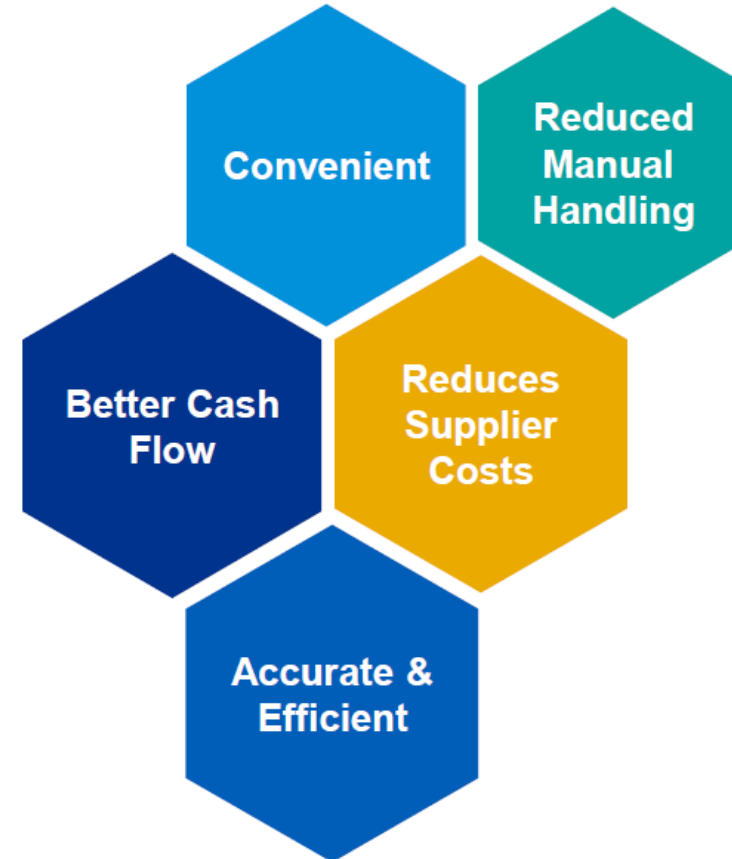 Convenient
Reduced
Manual
Handling
Better Cash
Flow
Reduces
Supplier
Costs
Accurate &
Efficient